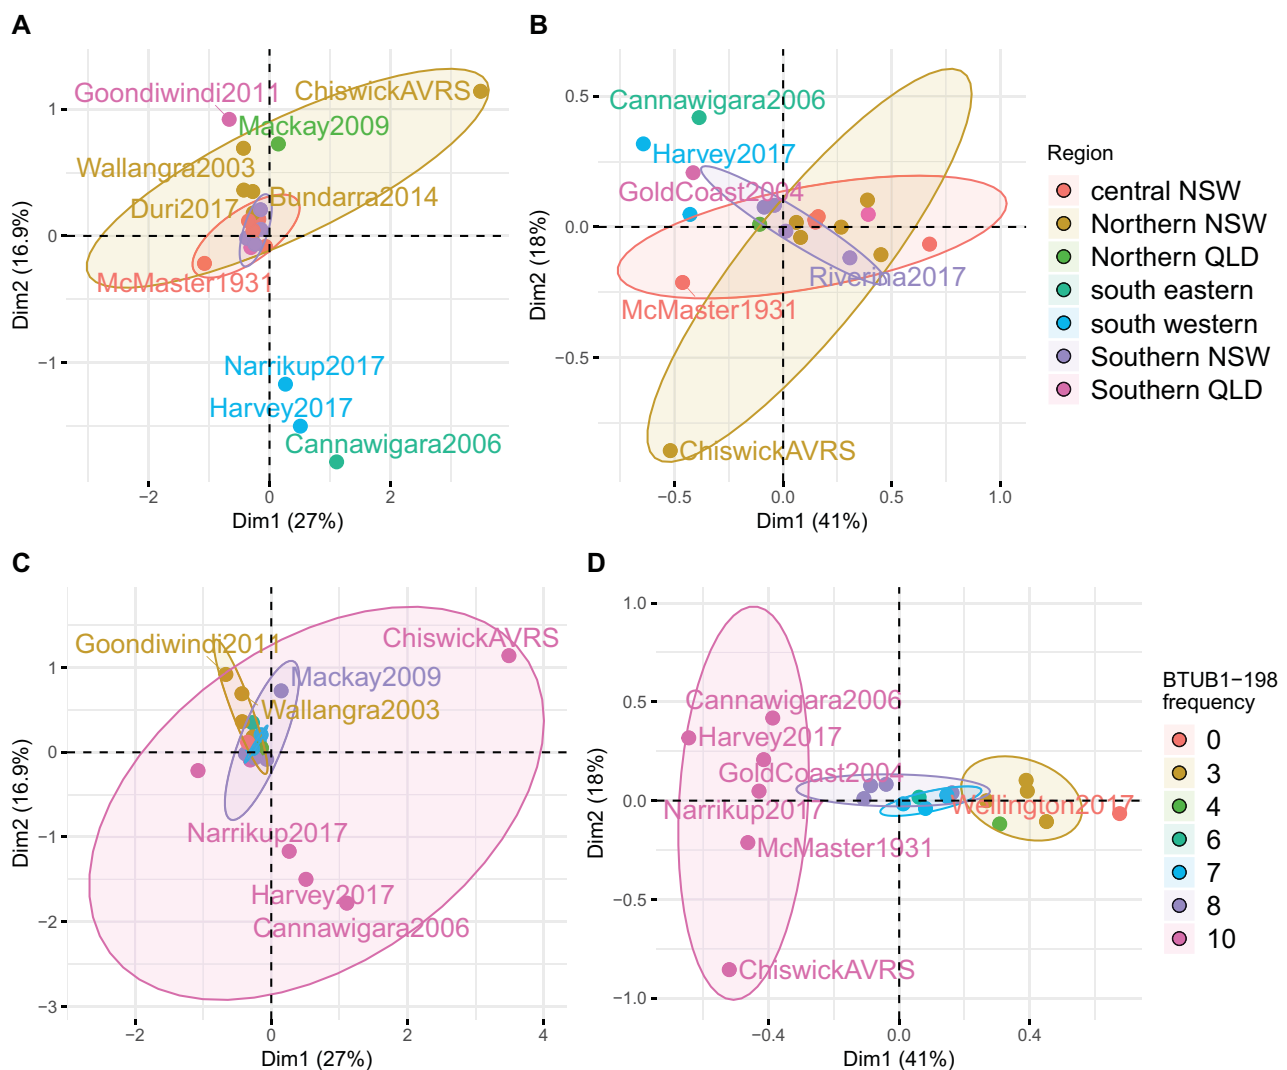 A
Goondiwindi2011
ChiswickAVRS
Mackay2009
Wallangra2003
Bundarra2014
Duri2017
McMaster1931
Narrikup2017
Harvey2017
Cannawigara2006
1
0
−1
−2
0
2
Dim2 (16.9%)
Dim1 (27%)
B
Cannawigara2006
Harvey2017
GoldCoast2004
Riverina2017
McMaster1931
ChiswickAVRS
0.5
0.0
−0.5
−0.5
0.0
0.5
1.0
Dim2 (18%)
Dim1 (41%)
Region
central NSW
Northern NSW
Northern QLD
south eastern
south western
Southern NSW
Southern QLD
C
Goondiwindi2011
ChiswickAVRS
Mackay2009
Wallangra2003
Narrikup2017
Harvey2017
Cannawigara2006
1
0
−1
−2
−3
−2
0
2
4
Dim2 (16.9%)
Dim1 (27%)
D
Cannawigara2006
Harvey2017
GoldCoast2004
Narrikup2017
Wellington2017
McMaster1931
ChiswickAVRS
1.0
0.5
0.0
−0.5
−1.0
−0.4
0.0
0.4
Dim2 (18%)
Dim1 (41%)
BTUB1−198
frequency
0
3
4
6
7
8
10